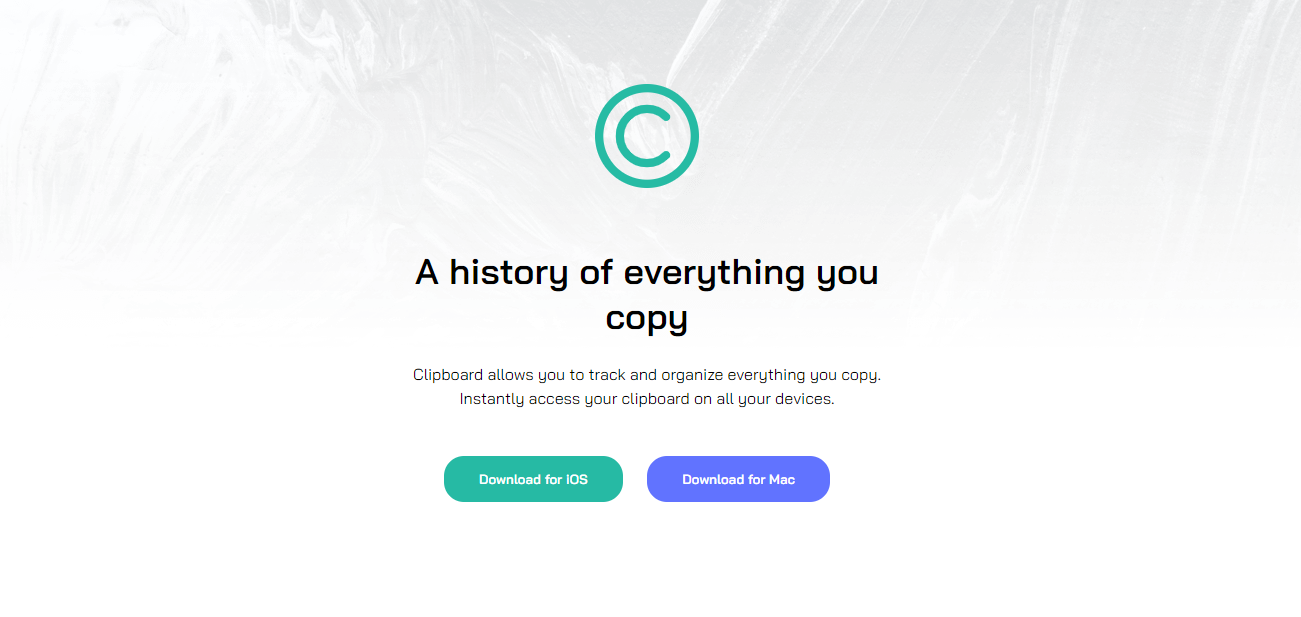 ©
A history of everything you
copy
Clipboard allows you to track and organize everything you copy.
Instantly access your clipboard on all your devices.
Download for iOS Download for Mac